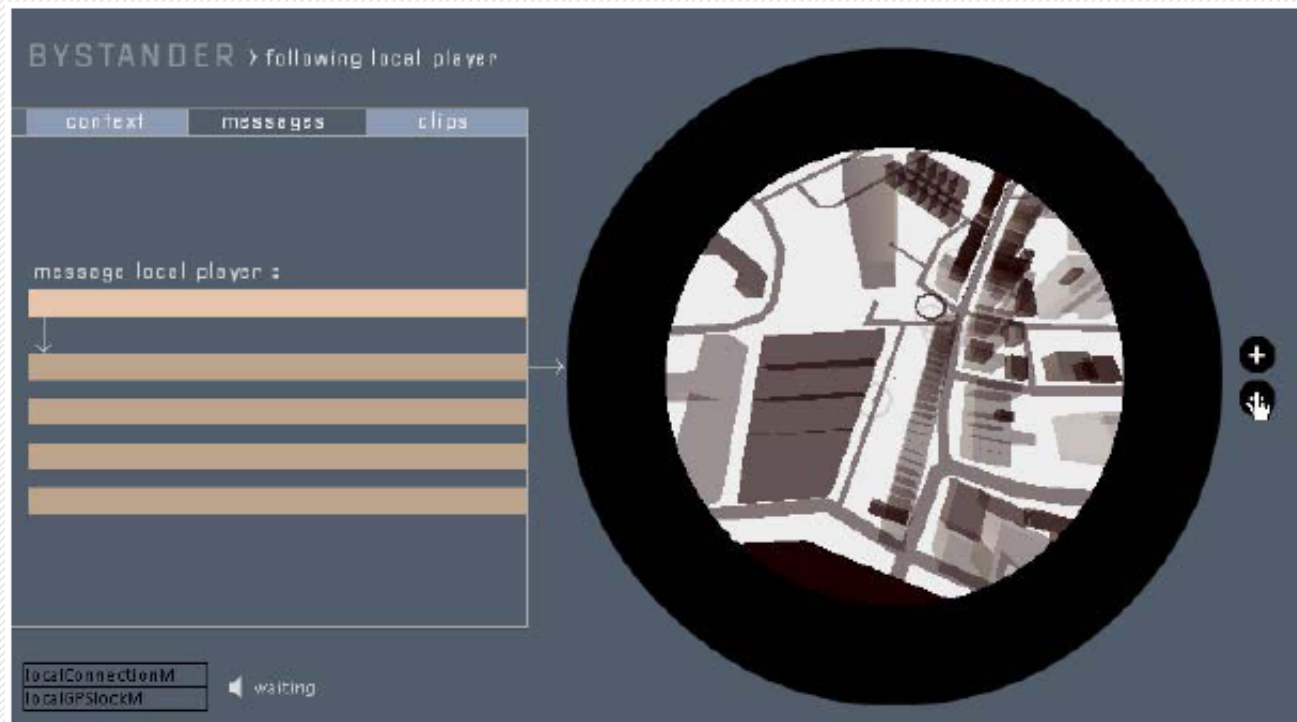 BYSTANDER > following local player
context messages clips
message local player :
localConnectionM
localGPSlockM
waiting